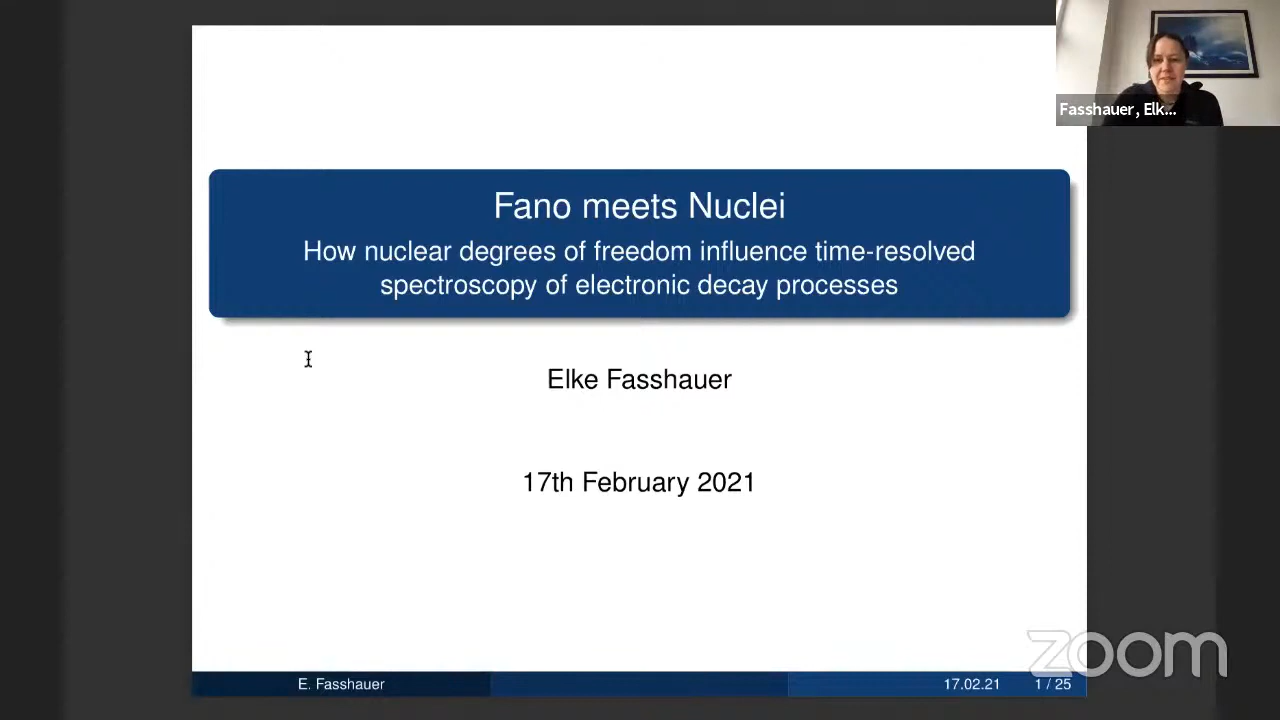 Fasshauer, Elk...
Fano meets Nuclei
How nuclear degrees of freedom influence time-resolved
spectroscopy of electronic decay processes
Elke Fasshauer
17th February 2021
zoom
E. Fasshauer
17.02.21
1 / 25